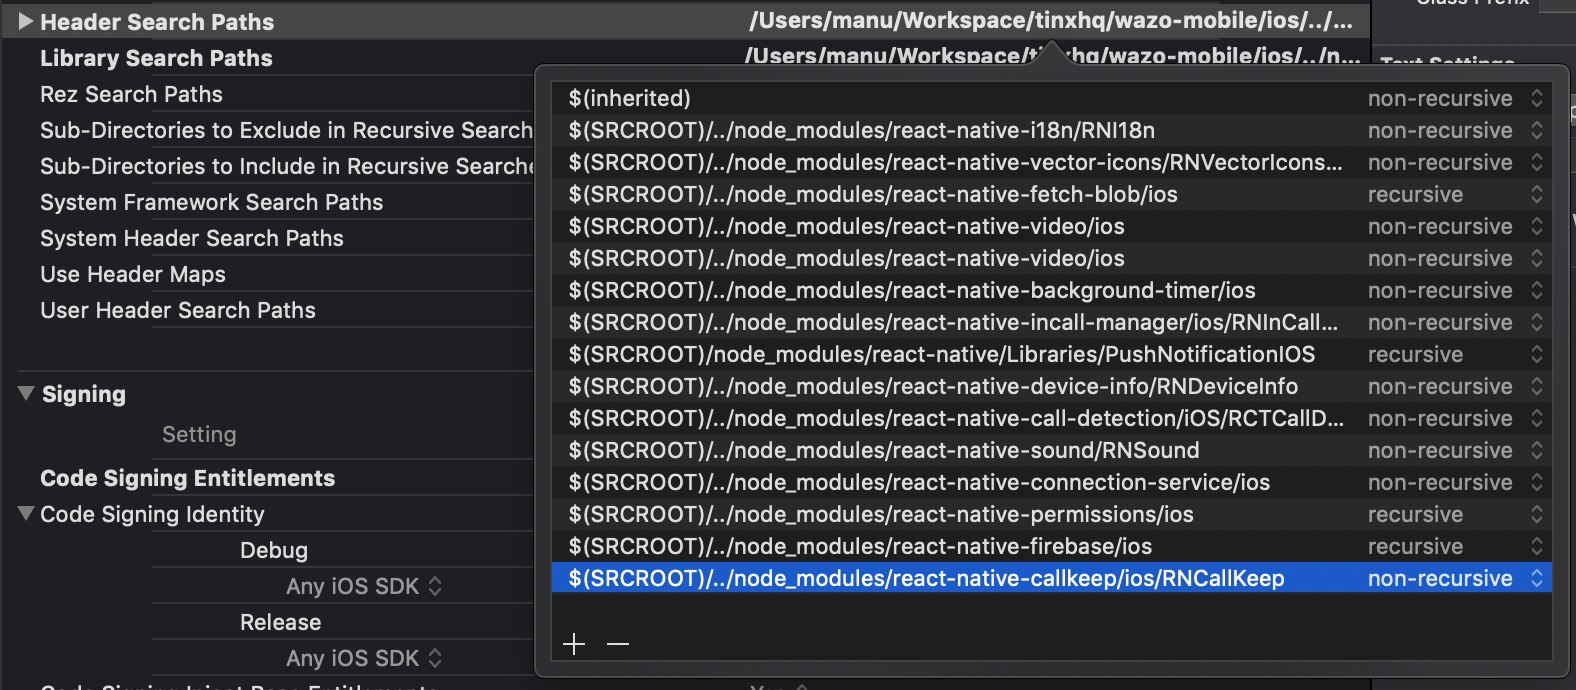 Header Search Paths /Users/manu/Workspace/tinxhq/wazo-mobile/ios/../...
Library Search Paths /Users/manu/Workspace/tinxhq/wazo-mobile/ios/../n...
Rez Search Paths
Sub-Directories to Exclude in Recursive Search
Sub-Directories to Include in Recursive Searche
System Framework Search Paths
System Header Search Paths
Use Header Maps
User Header Search Paths
Signing
Setting
Code Signing Entitlements
Code Signing Identity
Debug
Any iOS SDK
Release
Any iOS SDK
$(inherited) non-recursive
$(SRCROOT)/../node_modules/react-native-i18n/RNI18n non-recursive
$(SRCROOT)/../node_modules/react-native-vector-icons/RNVectorIcons... non-recursive
$(SRCROOT)/../node_modules/react-native-fetch-blob/ios recursive
$(SRCROOT)/../node_modules/react-native-video/ios non-recursive
$(SRCROOT)/../node_modules/react-native-video/ios non-recursive
$(SRCROOT)/../node_modules/react-native-background-timer/ios non-recursive
$(SRCROOT)/../node_modules/react-native-incall-manager/ios/RNInCall... non-recursive
$(SRCROOT)/node_modules/react-native/Libraries/PushNotificationIOS recursive
$(SRCROOT)/../node_modules/react-native-device-info/RNDeviceInfo non-recursive
$(SRCROOT)/../node_modules/react-native-call-detection/iOS/RCTCallD... non-recursive
$(SRCROOT)/../node_modules/react-native-sound/RNSound non-recursive
$(SRCROOT)/../node_modules/react-native-connection-service/ios non-recursive
$(SRCROOT)/../node_modules/react-native-permissions/ios recursive
$(SRCROOT)/../node_modules/react-native-firebase/ios recursive
$(SRCROOT)/../node_modules/react-native-callkeep/ios/RNCallKeep non-recursive